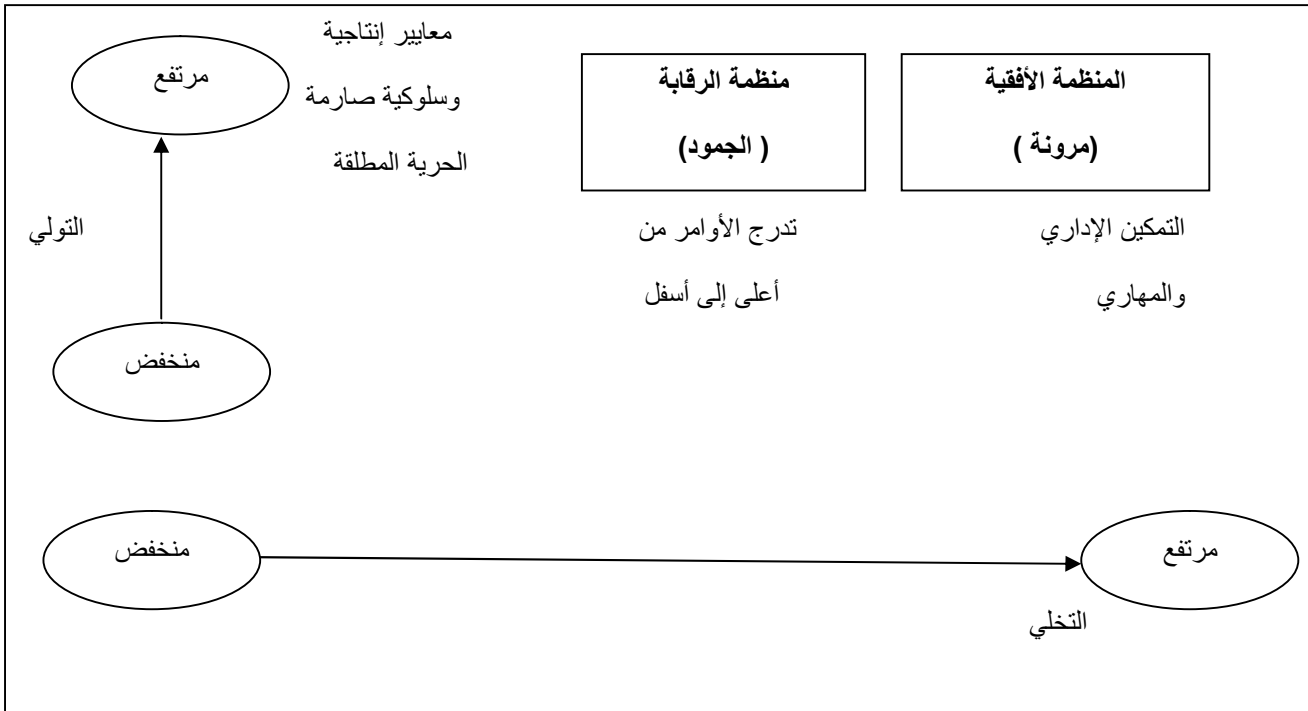 معايير إنتاجية
وسلوكية صارمة
الحرية المطلقة
مرتفع
التولي
منخفض
منظمة الرقابة
( الجمود)
تدرج الأوامر من
أعلى إلى أسفل
المنظمة الأفقية
(مرونة )
التمكين الإداري
والمهاري
منخفض
مرتفع
التخلي